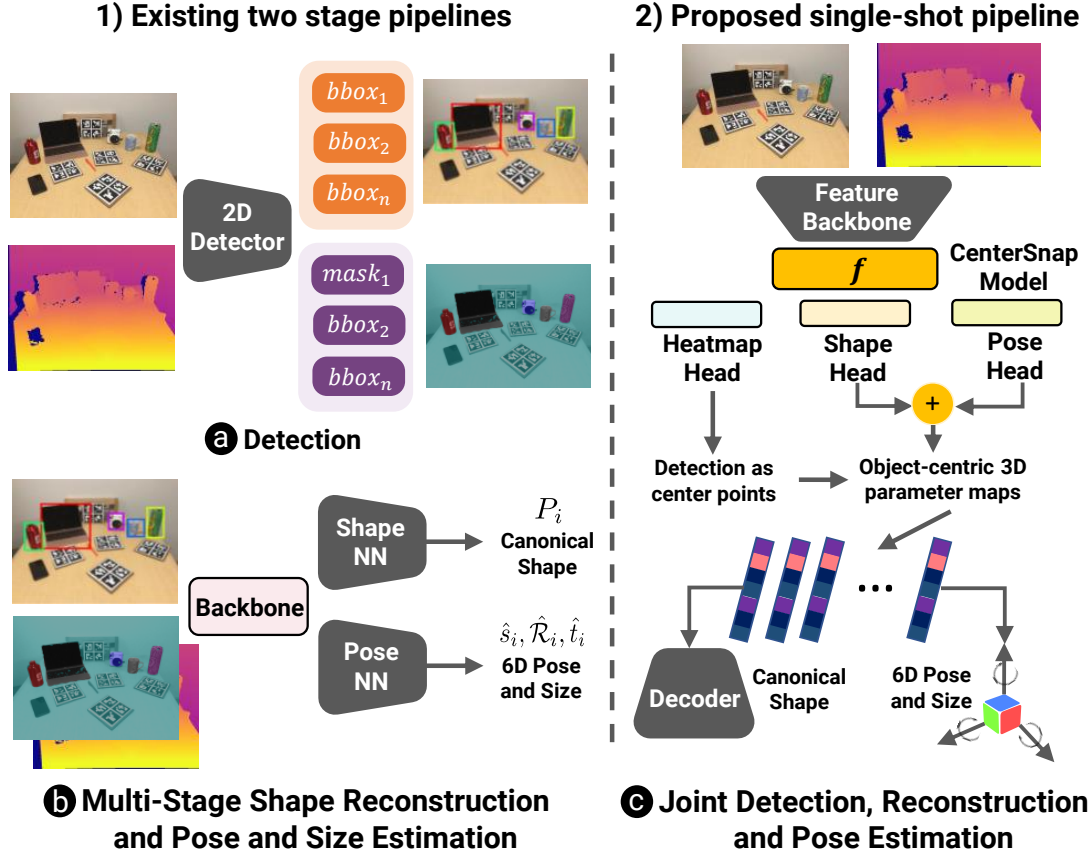 1) Existing two stage pipelines
2D
Detector
bbox₁
bbox₂
bboxₙ
mask₁
bbox₂
bboxₙ
a Detection
Backbone
Shape
NN
Pose
NN
Pᵢ
Canonical
Shape
ŝᵢ, R̂ᵢ, t̂ᵢ
6D Pose
and Size
b Multi-Stage Shape Reconstruction
and Pose and Size Estimation
2) Proposed single-shot pipeline
Feature
Backbone
f
CenterSnap
Model
Heatmap
Head
Shape
Head
Pose
Head
+
Detection as
center points
Object-centric 3D
parameter maps
...
Decoder
Canonical
Shape
6D Pose
and Size
c Joint Detection, Reconstruction
and Pose Estimation